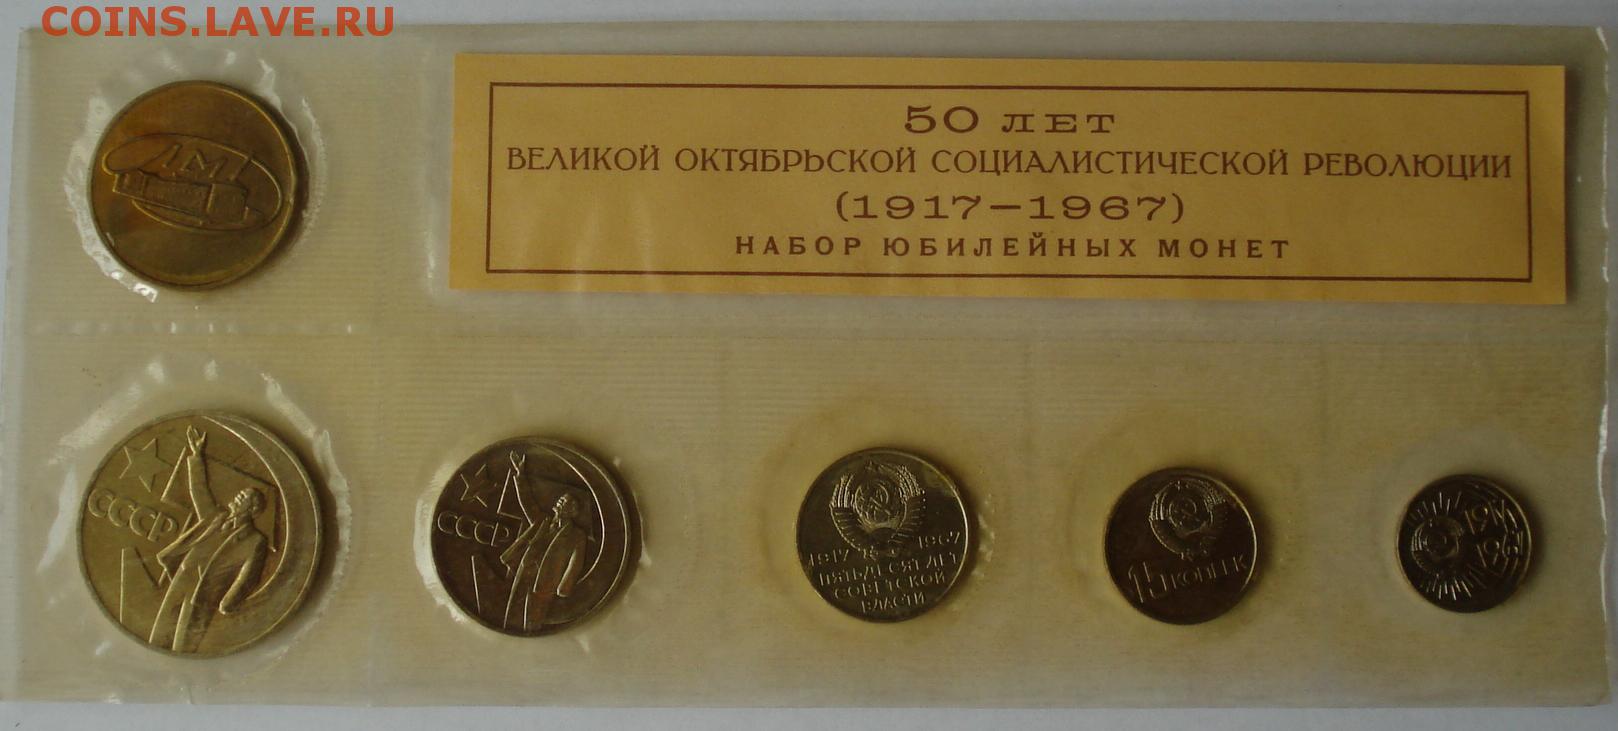 COINS.LAVE.RU
50 ЛЕТ
ВЕЛИКОЙ ОКТЯБРЬСКОЙ СОЦИАЛИСТИЧЕСКОЙ РЕВОЛЮЦИИ
(1917—1967)
НАБОР ЮБИЛЕЙНЫХ МОНЕТ
СССР
СССР
1917 1967
ПЯТЬДЕСЯТ ЛЕТ
СОВЕТСКОЙ
ВЛАСТИ
15 КОПЕЕК